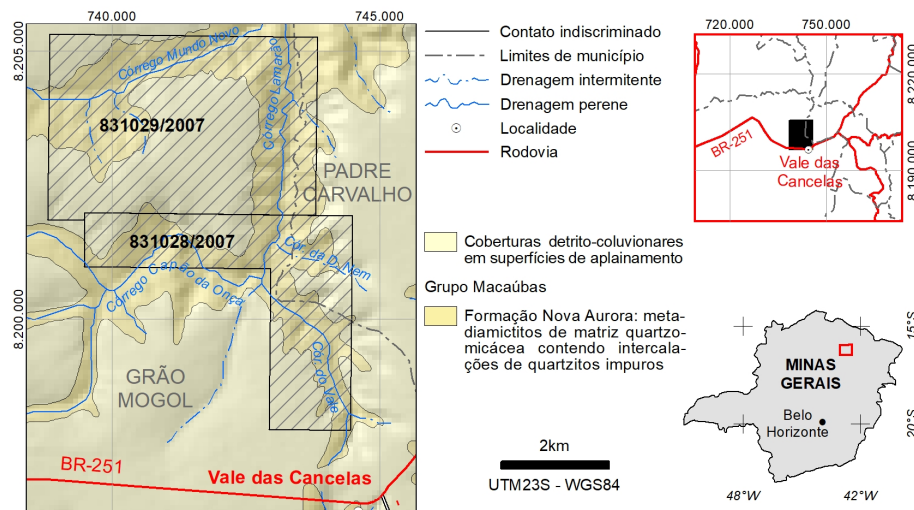 740.000
745.000
8.205.000
8.200.000
Córrego Mundo Novo
Córrego Lamarão
831029/2007
PADRE
CARVALHO
831028/2007
Cór. da D. Nem
Córrego Capão da Onça
Cór. do Vale
GRÃO
MOGOL
BR-251
Vale das Cancelas
Contato indiscriminado
Limites de município
Drenagem intermitente
Drenagem perene
Localidade
Rodovia
Coberturas detrito-coluvionares
em superfícies de aplainamento
Grupo Macaúbas
Formação Nova Aurora: meta-
diamictitos de matriz quartzo-
micácea contendo intercala-
ções de quartzitos impuros
2km
UTM23S - WGS84
720.000
750.000
8.220.000
8.190.000
BR-251
Vale das
Cancelas
15°S
20°S
MINAS
GERAIS
Belo
Horizonte
48°W
42°W